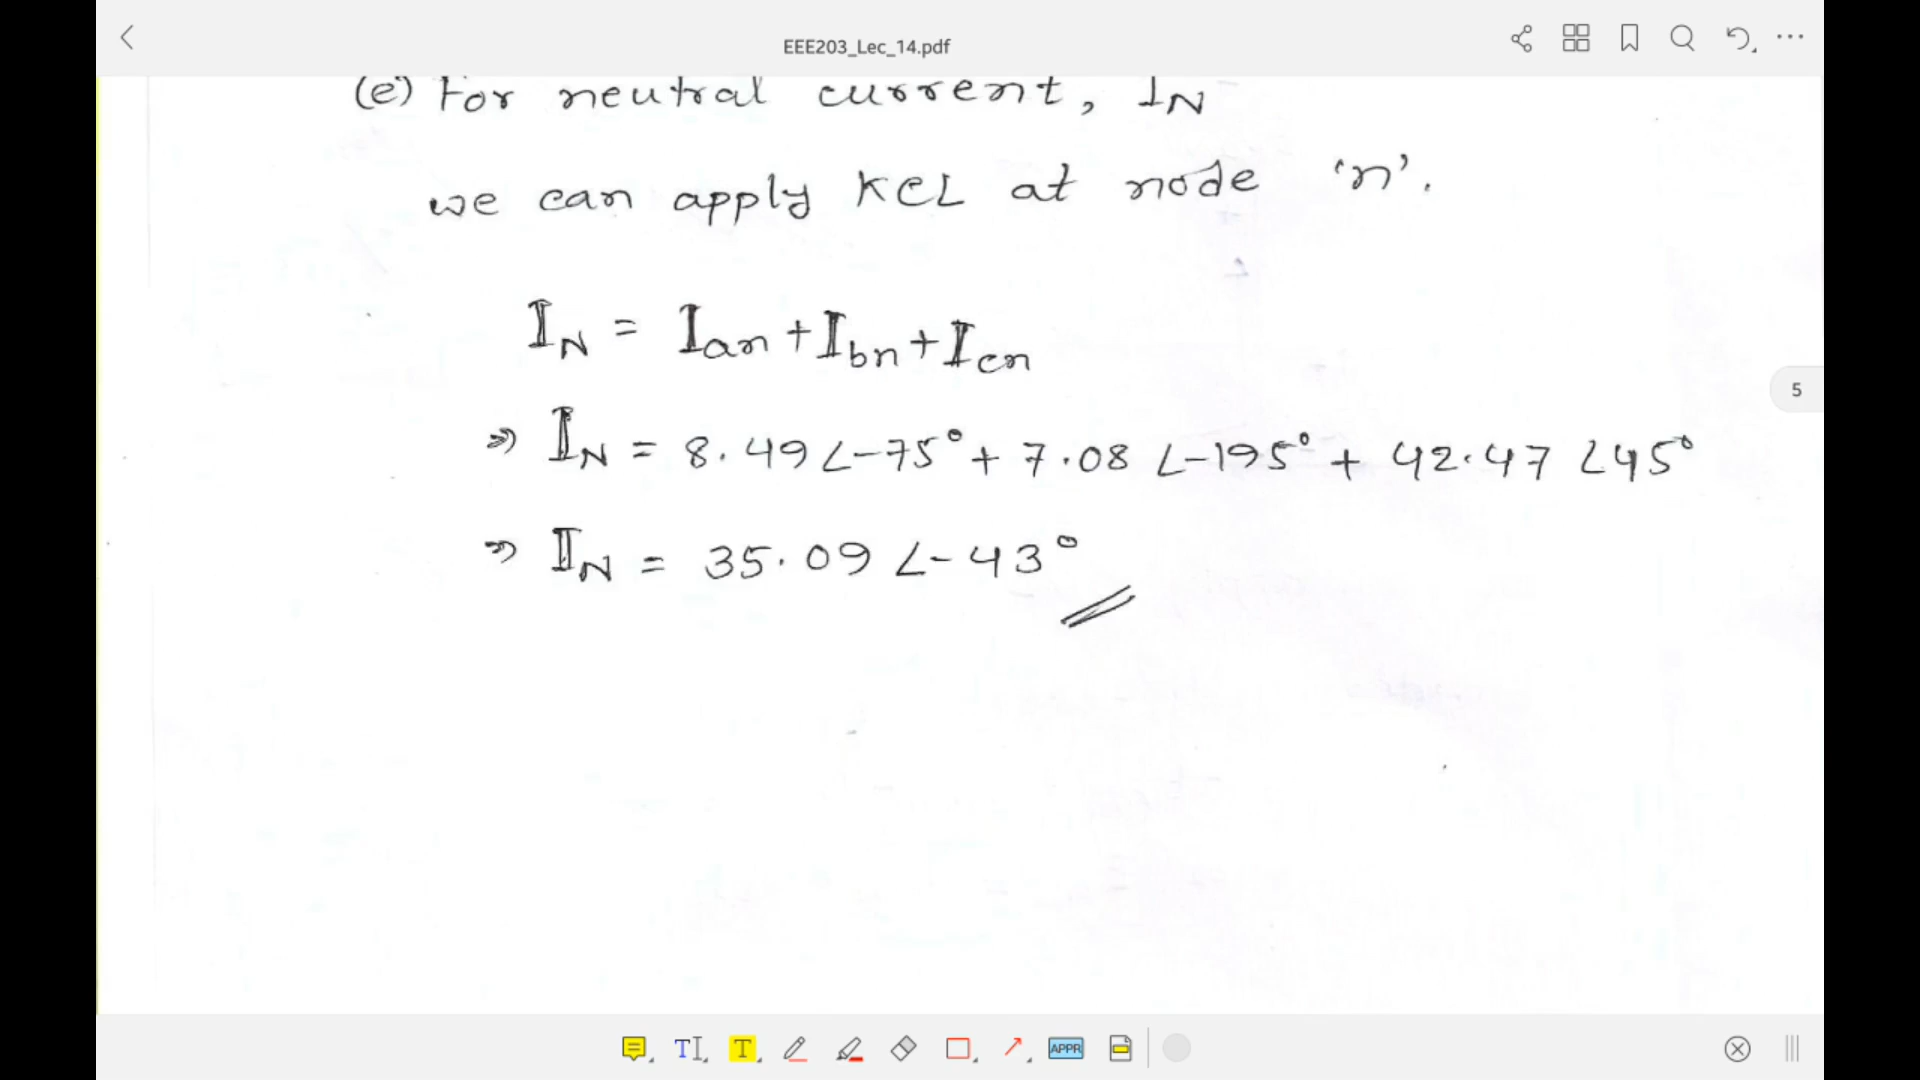 EEE203_Lec_14.pdf
(e) For neutral current, IN
we can apply KCL at node 'n'.
IN = Ian + Ibn + Icn
⇒ IN = 8.49 ∠-75° + 7.08 ∠-195° + 42.47 ∠45°
⇒ IN = 35.09 ∠-43°
5
T T APPR